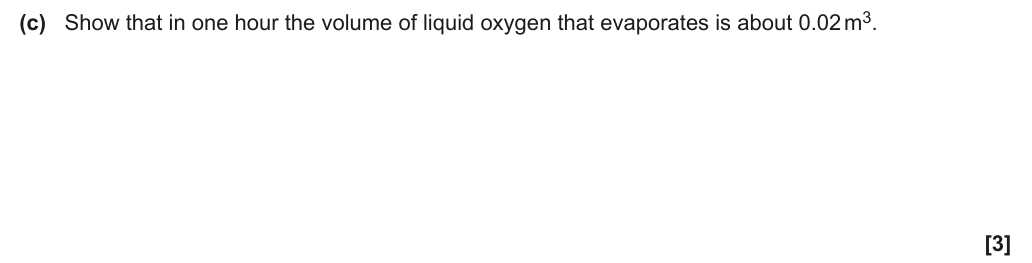 (c) Show that in one hour the volume of liquid oxygen that evaporates is about 0.02 m³.
[3]